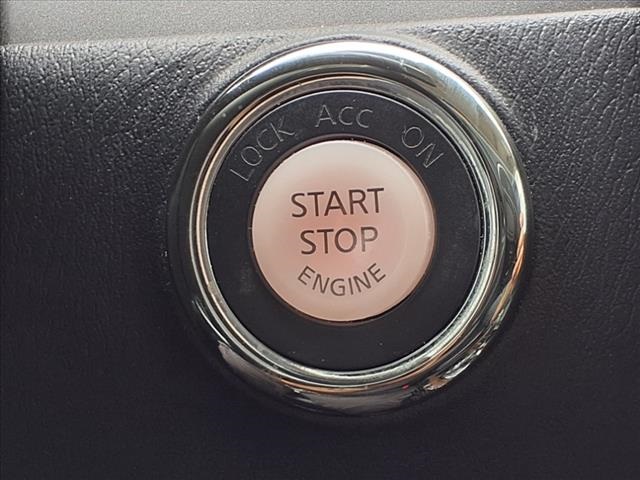 LOCK ACC ON
START
STOP
ENGINE